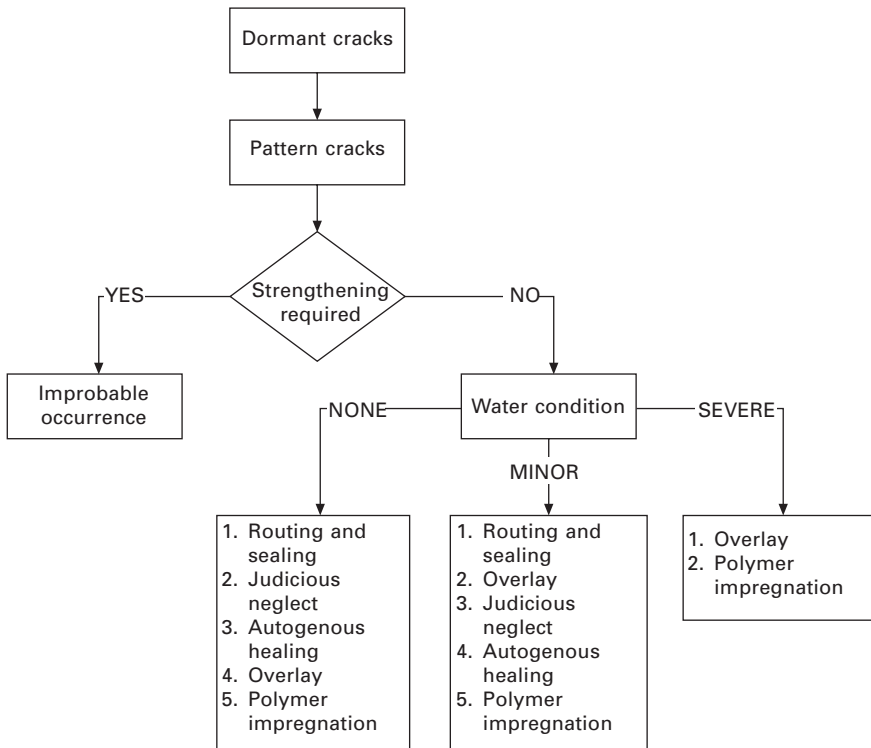 Dormant cracks
Pattern cracks
Strengthening
required
YES
NO
Improbable
occurrence
Water condition
NONE
SEVERE
MINOR
1. Routing and
sealing
2. Judicious
neglect
3. Autogenous
healing
4. Overlay
5. Polymer
impregnation
1. Routing and
sealing
2. Overlay
3. Judicious
neglect
4. Autogenous
healing
5. Polymer
impregnation
1. Overlay
2. Polymer
impregnation